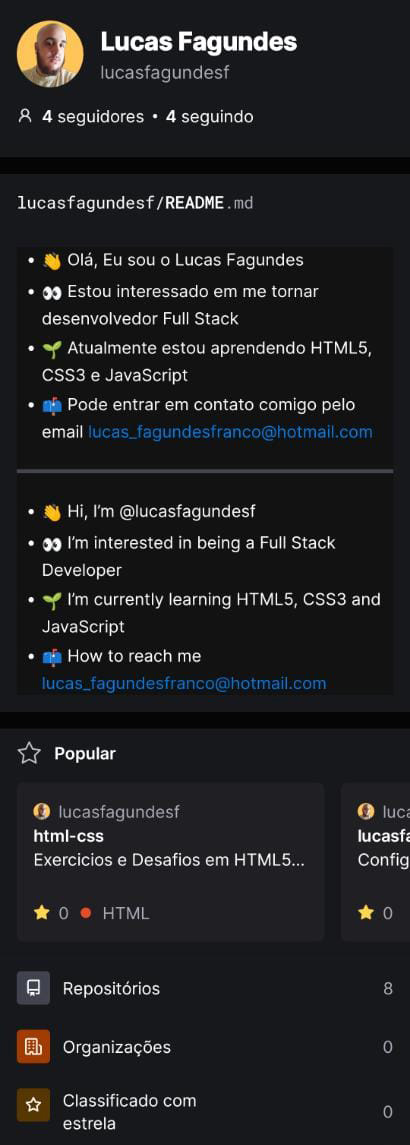 Lucas Fagundes
lucasfagundesf
4 seguidores • 4 seguindo
lucasfagundesf/README.md
• 👋 Olá, Eu sou o Lucas Fagundes
• 👀 Estou interessado em me tornar
desenvolvedor Full Stack
• 🌱 Atualmente estou aprendendo HTML5,
CSS3 e JavaScript
• 📫 Pode entrar em contato comigo pelo
email lucas_fagundesfranco@hotmail.com
• 👋 Hi, I’m @lucasfagundesf
• 👀 I’m interested in being a Full Stack
Developer
• 🌱 I’m currently learning HTML5, CSS3 and
JavaScript
• 📫 How to reach me
lucas_fagundesfranco@hotmail.com
Popular
lucasfagundesf
html-css
Exercicios e Desafios em HTML5...
0 HTML
luca
lucasfa
Config
0
Repositórios 8
Organizações 0
Classificado com
estrela 0